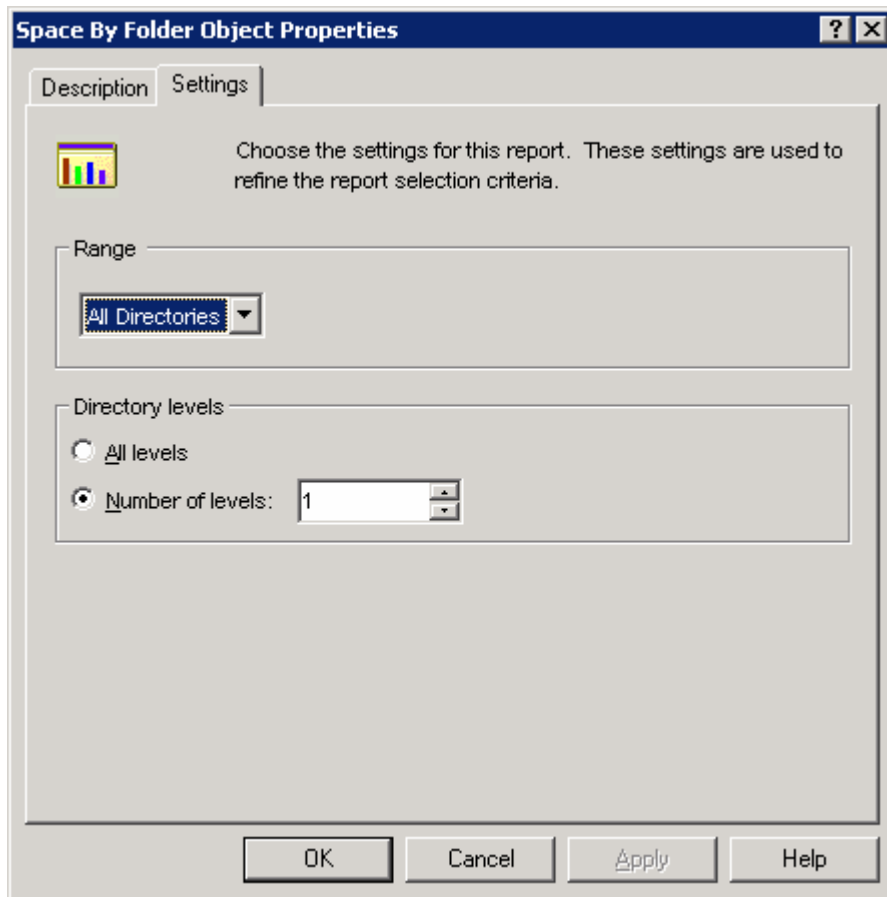 Space By Folder Object Properties
Description
Settings
Choose the settings for this report. These settings are used to
refine the report selection criteria.
Range
All Directories
Directory levels
All levels
Number of levels:
1
OK
Cancel
Apply
Help